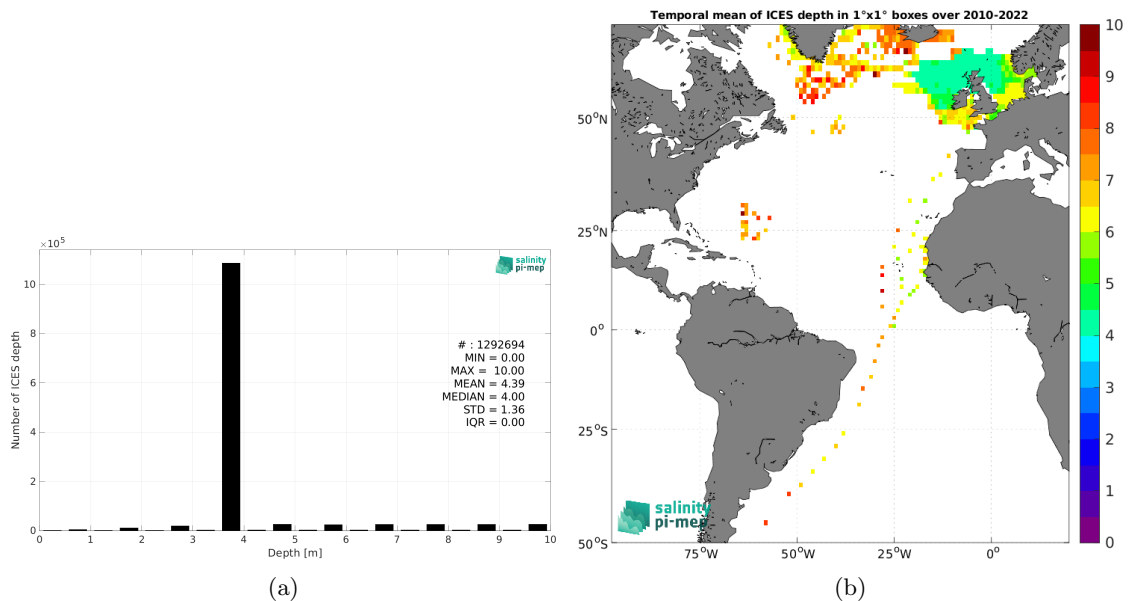 ×10⁵
10
8
6
4
2
0
Number of ICES depth
0 1 2 3 4 5 6 7 8 9 10
Depth [m]
salinity
pi-mep
# : 1292694
MIN = 0.00
MAX = 10.00
MEAN = 4.39
MEDIAN = 4.00
STD = 1.36
IQR = 0.00
(a)
Temporal mean of ICES depth in 1°x1° boxes over 2010-2022
50°N
25°N
0°
25°S
50°S
75°W 50°W 25°W 0°
salinity
pi-mep
10
9
8
7
6
5
4
3
2
1
0
(b)